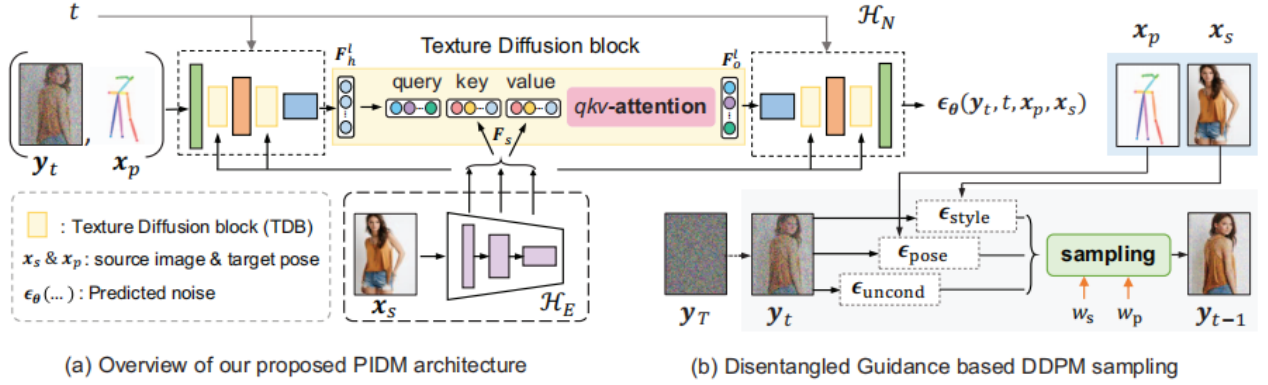 t
H_N
Texture Diffusion block
F_h^l
F_o^l
query key value
qkv-attention
F_s
y_t , x_p
ϵ_θ(y_t, t, x_p, x_s)
x_p x_s
: Texture Diffusion block (TDB)
x_s & x_p : source image & target pose
ϵ_θ(...) : Predicted noise
x_s
H_E
ϵ_style
ϵ_pose
ϵ_uncond
sampling
w_s w_p
y_T y_t y_{t−1}
(a) Overview of our proposed PIDM architecture
(b) Disentangled Guidance based DDPM sampling